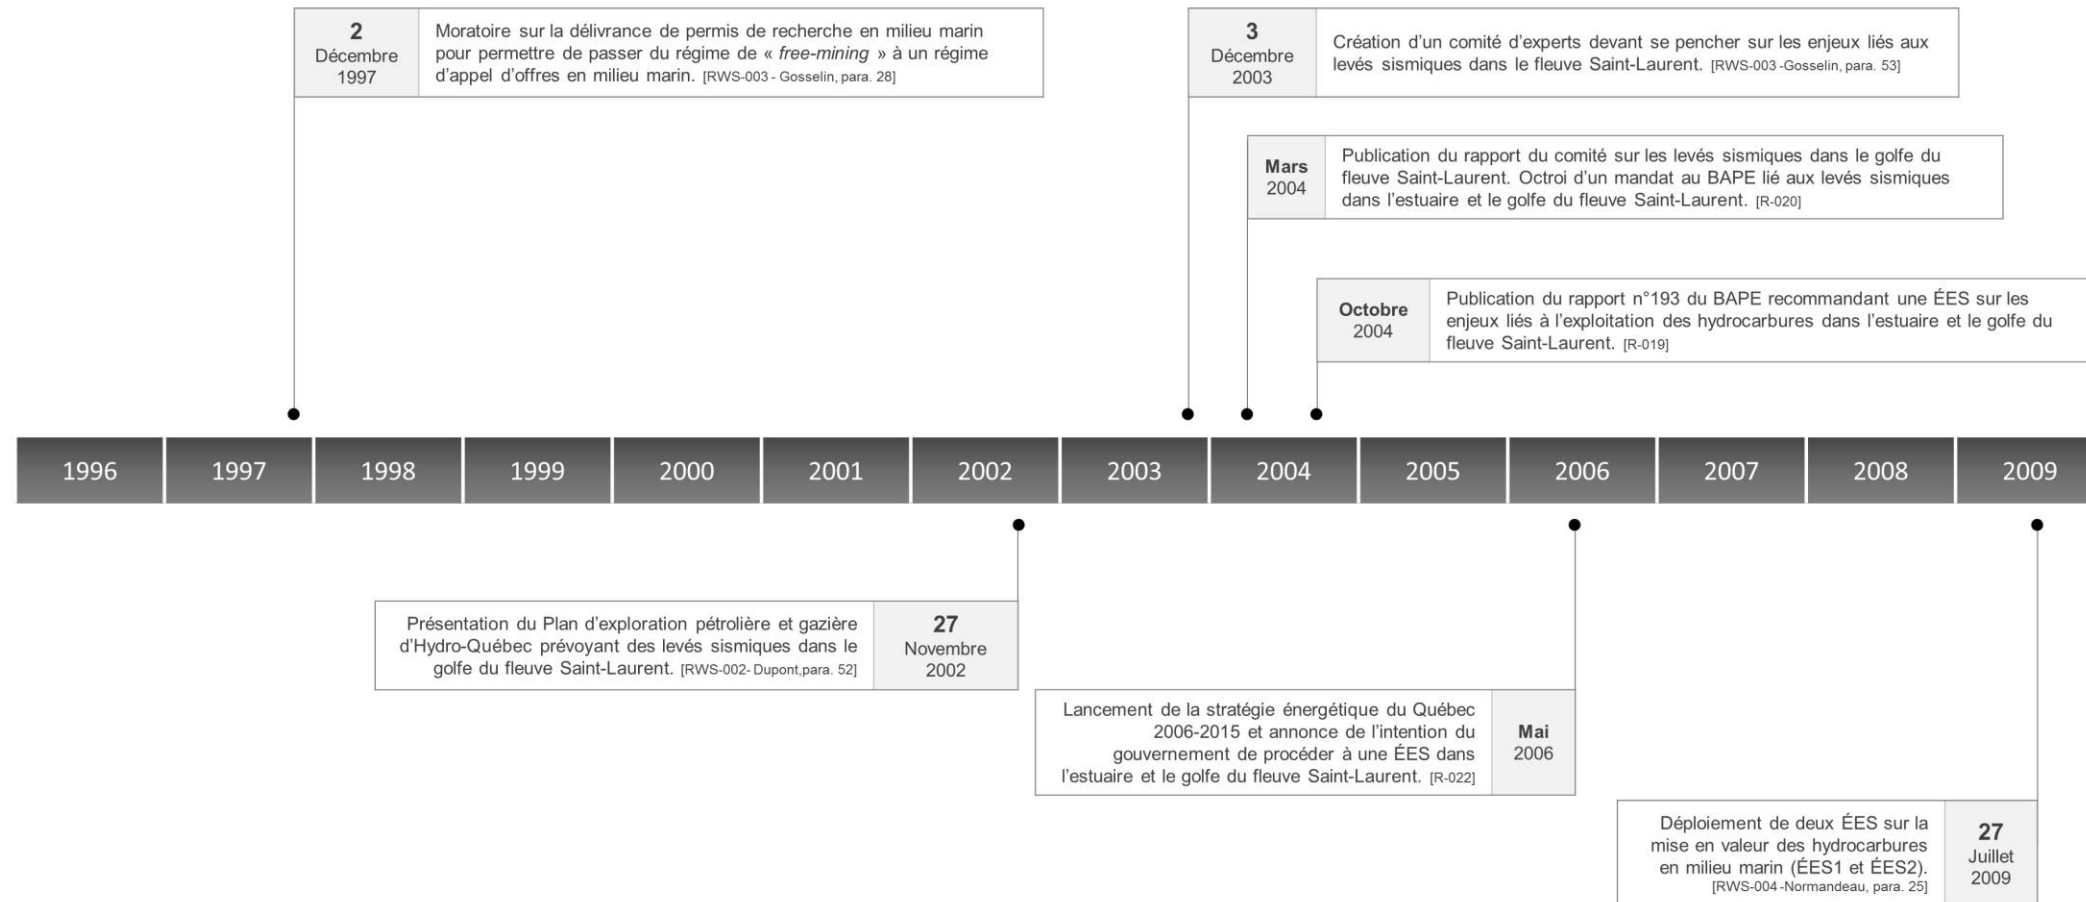 2
Décembre
1997
Moratoire sur la délivrance de permis de recherche en milieu marin
pour permettre de passer du régime de « free-mining » à un régime
d'appel d'offres en milieu marin. [RWS-003 - Gosselin, para. 28]
3
Décembre
2003
Création d'un comité d'experts devant se pencher sur les enjeux liés aux
levés sismiques dans le fleuve Saint-Laurent. [RWS-003 -Gosselin, para. 53]
Mars
2004
Publication du rapport du comité sur les levés sismiques dans le golfe du
fleuve Saint-Laurent. Octroi d'un mandat au BAPE lié aux levés sismiques
dans l'estuaire et le golfe du fleuve Saint-Laurent. [R-020]
Octobre
2004
Publication du rapport n°193 du BAPE recommandant une ÉES sur les
enjeux liés à l'exploitation des hydrocarbures dans l'estuaire et le golfe du
fleuve Saint-Laurent. [R-019]
1996 1997 1998 1999 2000 2001 2002 2003 2004 2005 2006 2007 2008 2009
Présentation du Plan d'exploration pétrolière et gazière
d'Hydro-Québec prévoyant des levés sismiques dans le
golfe du fleuve Saint-Laurent. [RWS-002- Dupont,para. 52]
27
Novembre
2002
Lancement de la stratégie énergétique du Québec
2006-2015 et annonce de l'intention du
gouvernement de procéder à une ÉES dans
l'estuaire et le golfe du fleuve Saint-Laurent. [R-022]
Mai
2006
Déploiement de deux ÉES sur la
mise en valeur des hydrocarbures
en milieu marin (ÉES1 et ÉES2).
[RWS-004 -Normandeau, para. 25]
27
Juillet
2009